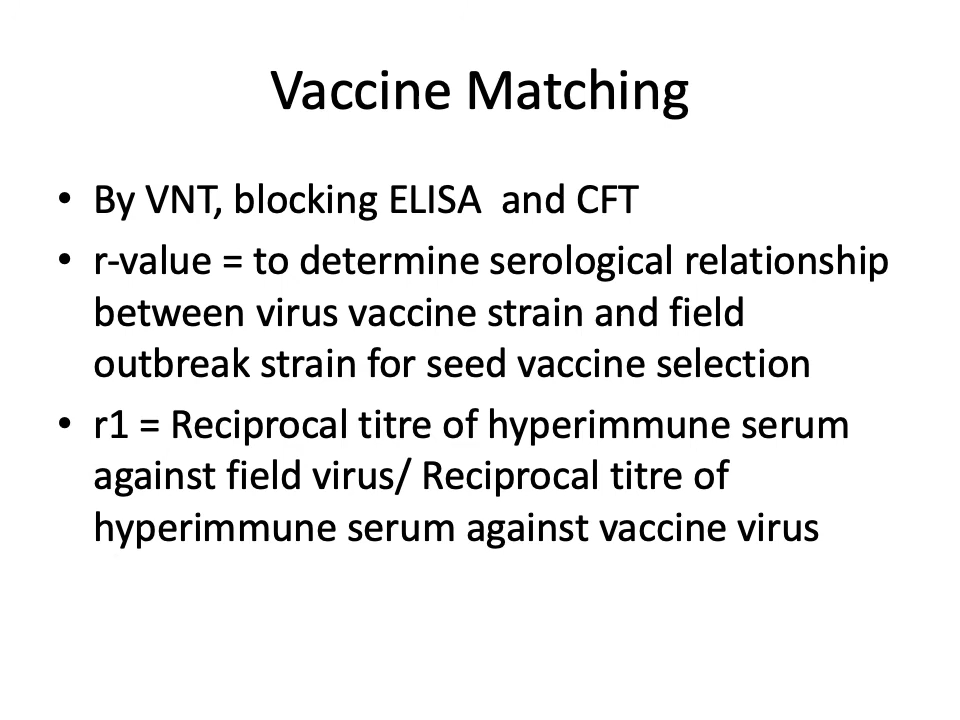 Vaccine Matching
• By VNT, blocking ELISA  and CFT
• r-value = to determine serological relationship
between virus vaccine strain and field
outbreak strain for seed vaccine selection
• r1 = Reciprocal titre of hyperimmune serum
against field virus/ Reciprocal titre of
hyperimmune serum against vaccine virus